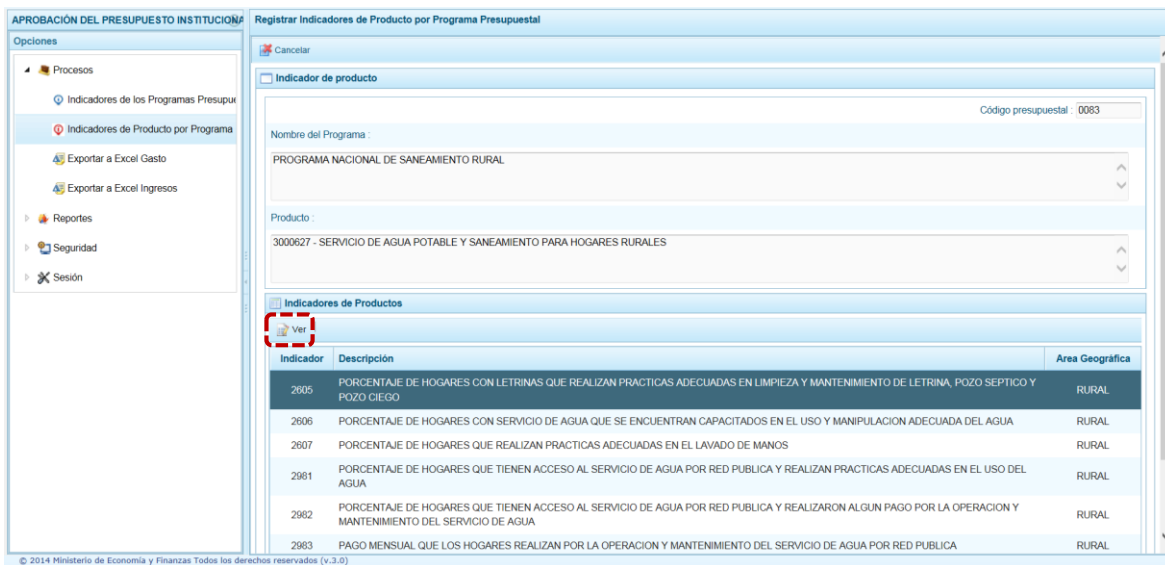 APROBACIÓN DEL PRESUPUESTO INSTITUCIONA
Opciones
Procesos
Indicadores de los Programas Presupue
Indicadores de Producto por Programa
Exportar a Excel Gasto
Exportar a Excel Ingresos
Reportes
Seguridad
Sesión
Registrar Indicadores de Producto por Programa Presupuestal
Cancelar
Indicador de producto
Código presupuestal : 0083
Nombre del Programa :
PROGRAMA NACIONAL DE SANEAMIENTO RURAL
Producto :
3000627 - SERVICIO DE AGUA POTABLE Y SANEAMIENTO PARA HOGARES RURALES
Indicadores de Productos
Ver
Indicador Descripción Area Geográfica
2605 PORCENTAJE DE HOGARES CON LETRINAS QUE REALIZAN PRACTICAS ADECUADAS EN LIMPIEZA Y MANTENIMIENTO DE LETRINA, POZO SEPTICO Y RURAL
POZO CIEGO
2606 PORCENTAJE DE HOGARES CON SERVICIO DE AGUA QUE SE ENCUENTRAN CAPACITADOS EN EL USO Y MANIPULACION ADECUADA DEL AGUA RURAL
2607 PORCENTAJE DE HOGARES QUE REALIZAN PRACTICAS ADECUADAS EN EL LAVADO DE MANOS RURAL
2981 PORCENTAJE DE HOGARES QUE TIENEN ACCESO AL SERVICIO DE AGUA POR RED PUBLICA Y REALIZAN PRACTICAS ADECUADAS EN EL USO DEL RURAL
AGUA
2982 PORCENTAJE DE HOGARES QUE TIENEN ACCESO AL SERVICIO DE AGUA POR RED PUBLICA Y REALIZARON ALGUN PAGO POR LA OPERACION Y RURAL
MANTENIMIENTO DEL SERVICIO DE AGUA
2983 PAGO MENSUAL QUE LOS HOGARES REALIZAN POR LA OPERACION Y MANTENIMIENTO DEL SERVICIO DE AGUA POR RED PUBLICA RURAL
© 2014 Ministerio de Economía y Finanzas Todos los derechos reservados (v.3.0)